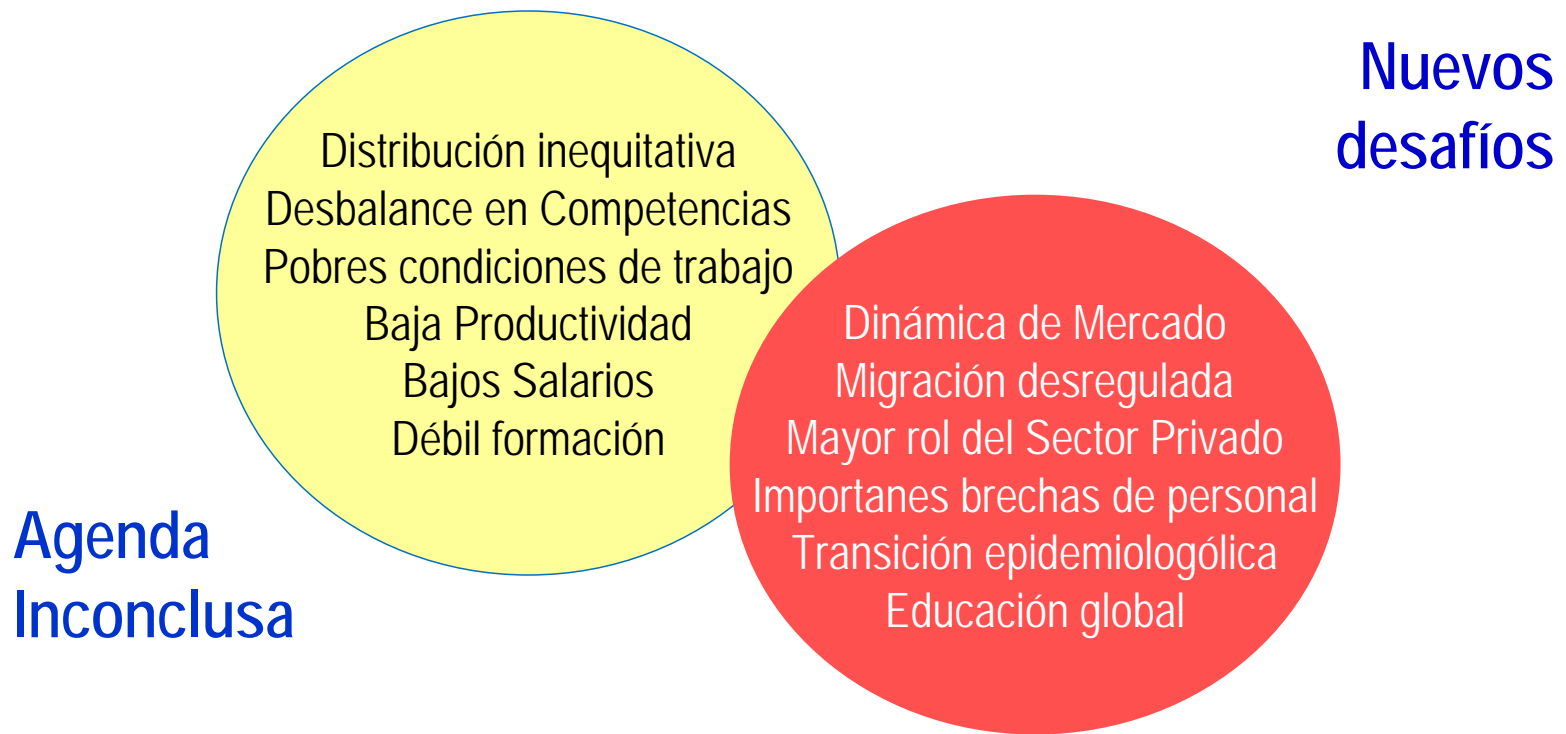 Nuevos
desafíos
Distribución inequitativa
Desbalance en Competencias
Pobres condiciones de trabajo
Baja Productividad
Bajos Salarios
Débil formación
Dinámica de Mercado
Migración desregulada
Mayor rol del Sector Privado
Importanes brechas de personal
Transición epidemiologólica
Educación global
Agenda
Inconclusa